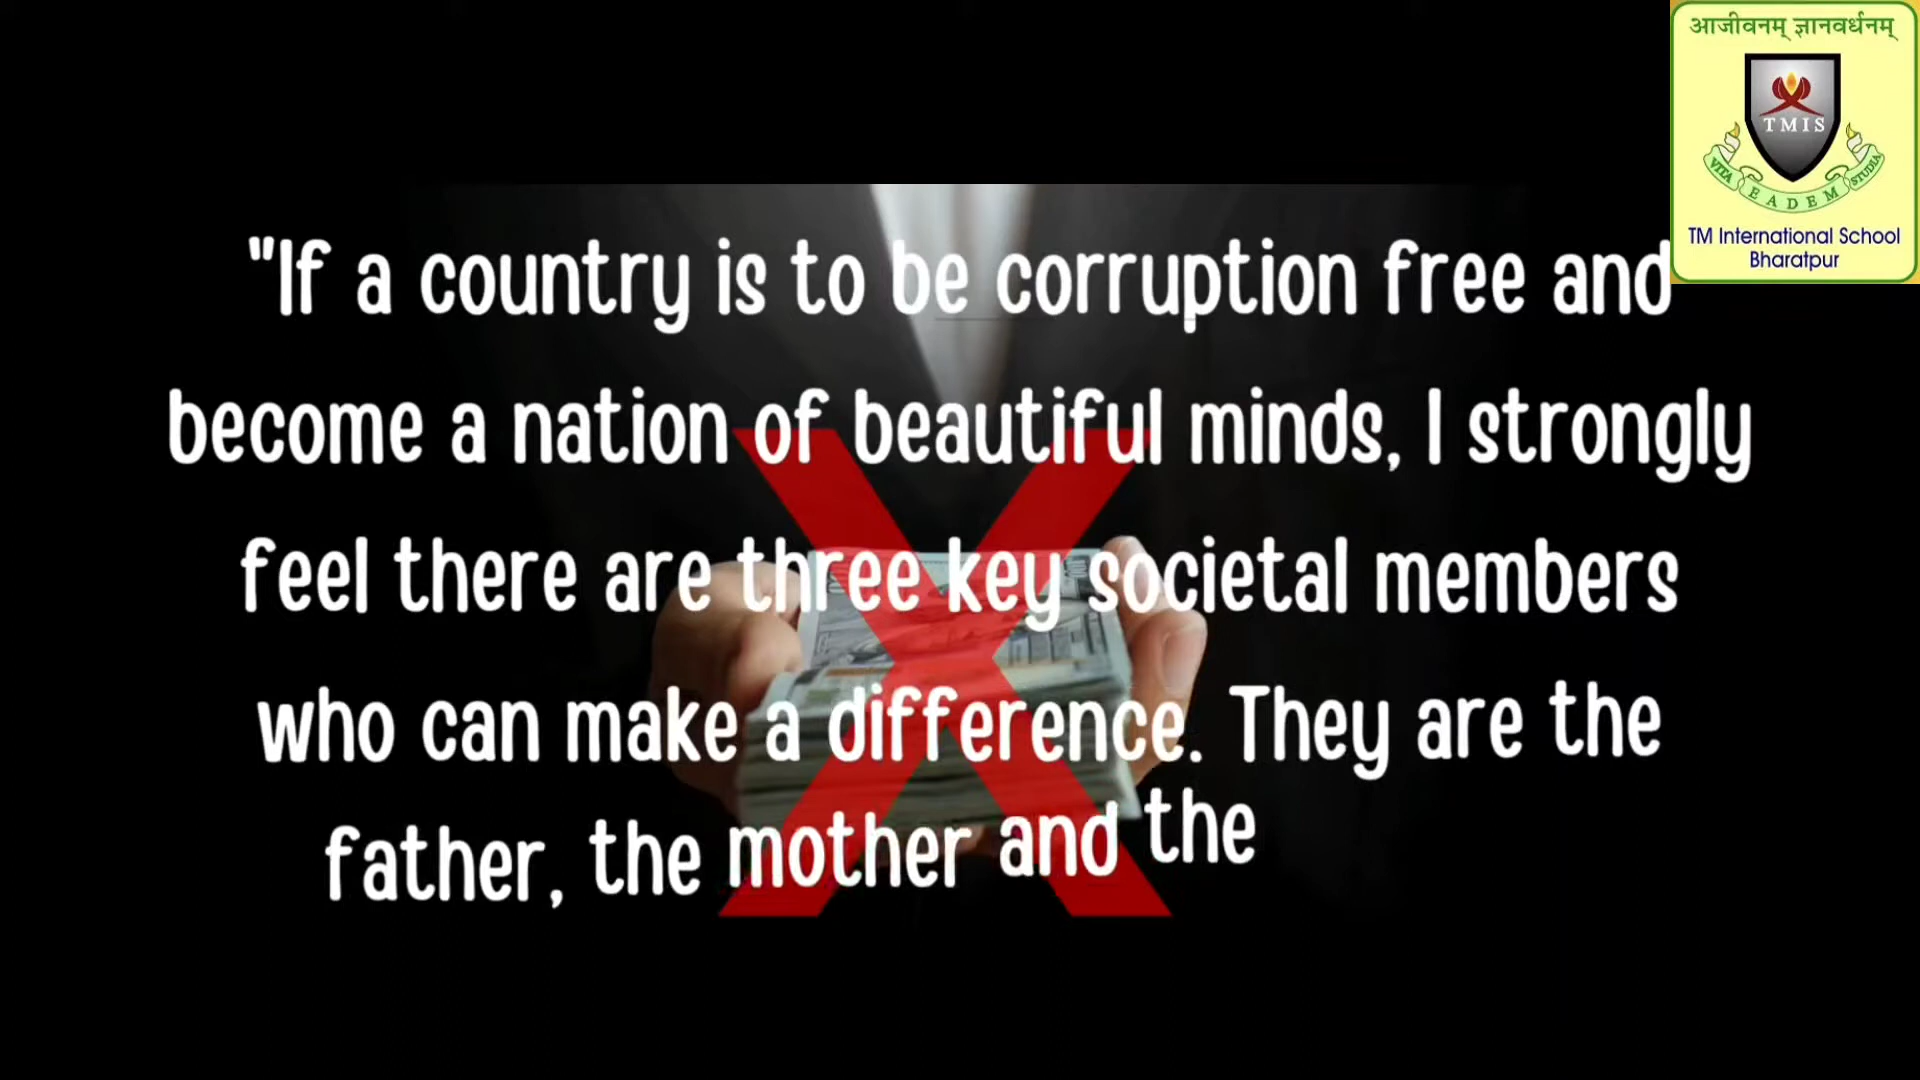 आजीवनम् ज्ञानवर्धनम्
TMIS
VITA EADEM STUDIA
TM International School
Bharatpur
"If a country is to be corruption free and
become a nation of beautiful minds, I strongly
feel there are three key societal members
who can make a difference. They are the
father, the mother and the